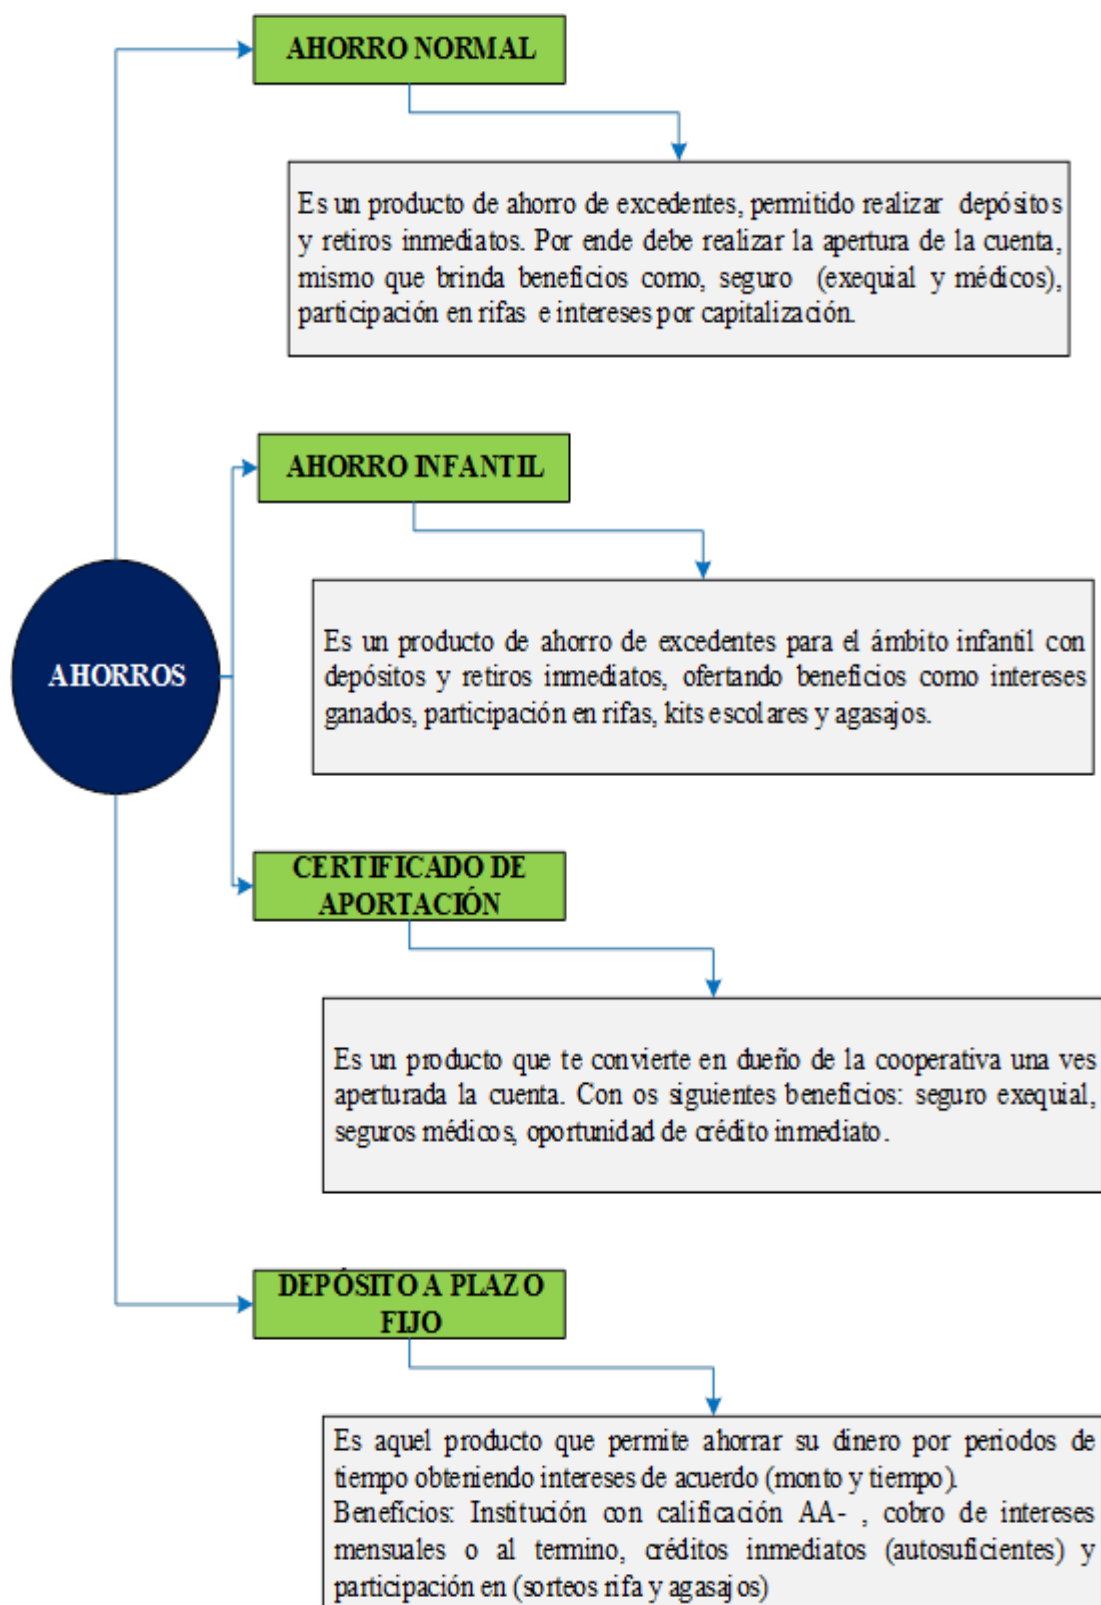 AHORRO NORMAL
Es un producto de ahorro de excedentes, permitido realizar depósitos
y retiros inmediatos. Por ende debe realizar la apertura de la cuenta,
mismo que brinda beneficios como, seguro (exequial y médicos),
participación en rifas e intereses por capitalización.
AHORRO INFANTIL
Es un producto de ahorro de excedentes para el ámbito infantil con
depósitos y retiros inmediatos, ofertando beneficios como intereses
ganados, participación en rifas, kits escolares y agasajos.
AHORROS
CERTIFICADO DE
APORTACIÓN
Es un producto que te convierte en dueño de la cooperativa una ves
aperturada la cuenta. Con os siguientes beneficios: seguro exequial,
seguros médicos, oportunidad de crédito inmediato.
DEPÓSITO A PLAZO
FIJO
Es aquel producto que permite ahorrar su dinero por periodos de
tiempo obteniendo intereses de acuerdo (monto y tiempo).
Beneficios: Institución con calificación AA- , cobro de intereses
mensuales o al termino, créditos inmediatos (autosuficientes) y
participación en (sorteos rifa y agasajos)